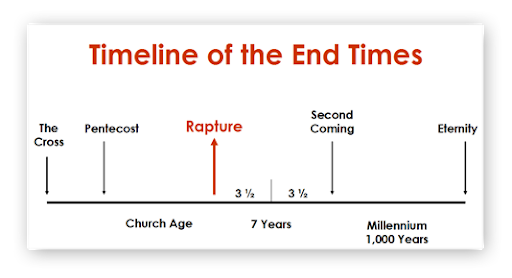 Timeline of the End Times
The
Cross
Pentecost
Rapture
Second
Coming
Eternity
3 ½
3 ½
Church Age
7 Years
Millennium
1,000 Years